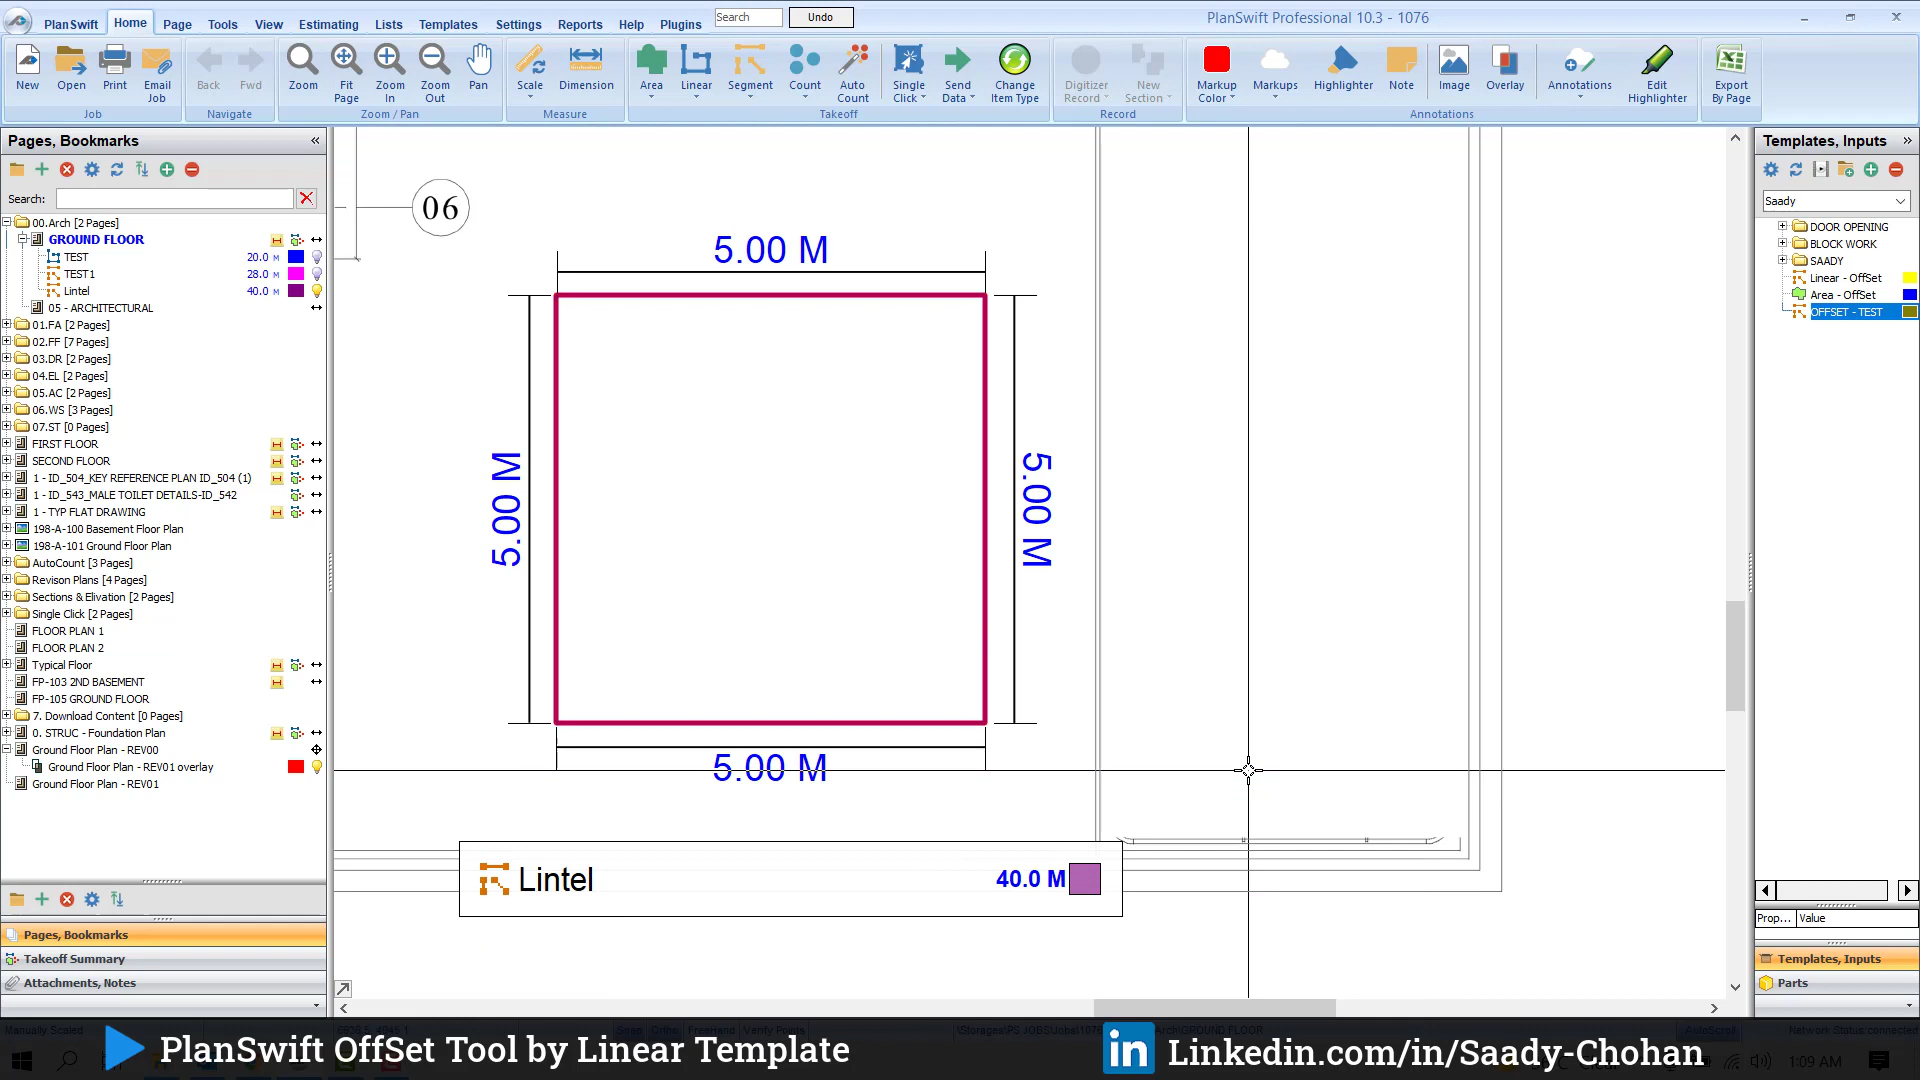 PlanSwift Professional 10.3 - 1076
PlanSwift Home Page Tools View Estimating Lists Templates Settings Reports Help Plugins Search Undo
New Open Print Email Job
Job
Back Fwd
Navigate
Zoom Fit Page Zoom In Zoom Out Pan
Zoom / Pan
Scale Dimension
Measure
Area Linear Segment Count Auto Count Single Click Send Data Change Item Type
Takeoff
Digitizer Record New Section
Record
Markup Color Markups Highlighter Note Image Overlay Annotations Edit Highlighter
Annotations
Export By Page
Pages, Bookmarks
Search:
00.Arch [2 Pages]
GROUND FLOOR
TEST 20.0 M
TEST1 28.0 M
Lintel 40.0 M
05 - ARCHITECTURAL
01.FA [2 Pages]
02.FF [7 Pages]
03.DR [2 Pages]
04.EL [2 Pages]
05.AC [2 Pages]
06.WS [3 Pages]
07.ST [0 Pages]
FIRST FLOOR
SECOND FLOOR
1 - ID_504_KEY REFERENCE PLAN ID_504 (1)
1 - ID_543_MALE TOILET DETAILS-ID_542
1 - TYP FLAT DRAWING
198-A-100 Basement Floor Plan
198-A-101 Ground Floor Plan
AutoCount [3 Pages]
Revison Plans [4 Pages]
Sections & Elivation [2 Pages]
Single Click [2 Pages]
FLOOR PLAN 1
FLOOR PLAN 2
Typical Floor
FP-103 2ND BASEMENT
FP-105 GROUND FLOOR
7. Download Content [0 Pages]
0. STRUC - Foundation Plan
Ground Floor Plan - REV00
Ground Floor Plan - REV01 overlay
Ground Floor Plan - REV01
Pages, Bookmarks
Takeoff Summary
Attachments, Notes
06
5.00 M
5.00 M
5.00 M
5.00 M
Lintel 40.0 M
Templates, Inputs
Saady
DOOR OPENING
BLOCK WORK
SAADY
Linear - OffSet
Area - OffSet
OFFSET - TEST
Prop... Value
Templates, Inputs
Parts
Manually Scaled
Network Status:connected
PlanSwift OffSet Tool by Linear Template
Linkedin.com/in/Saady-Chohan
1:09 AM